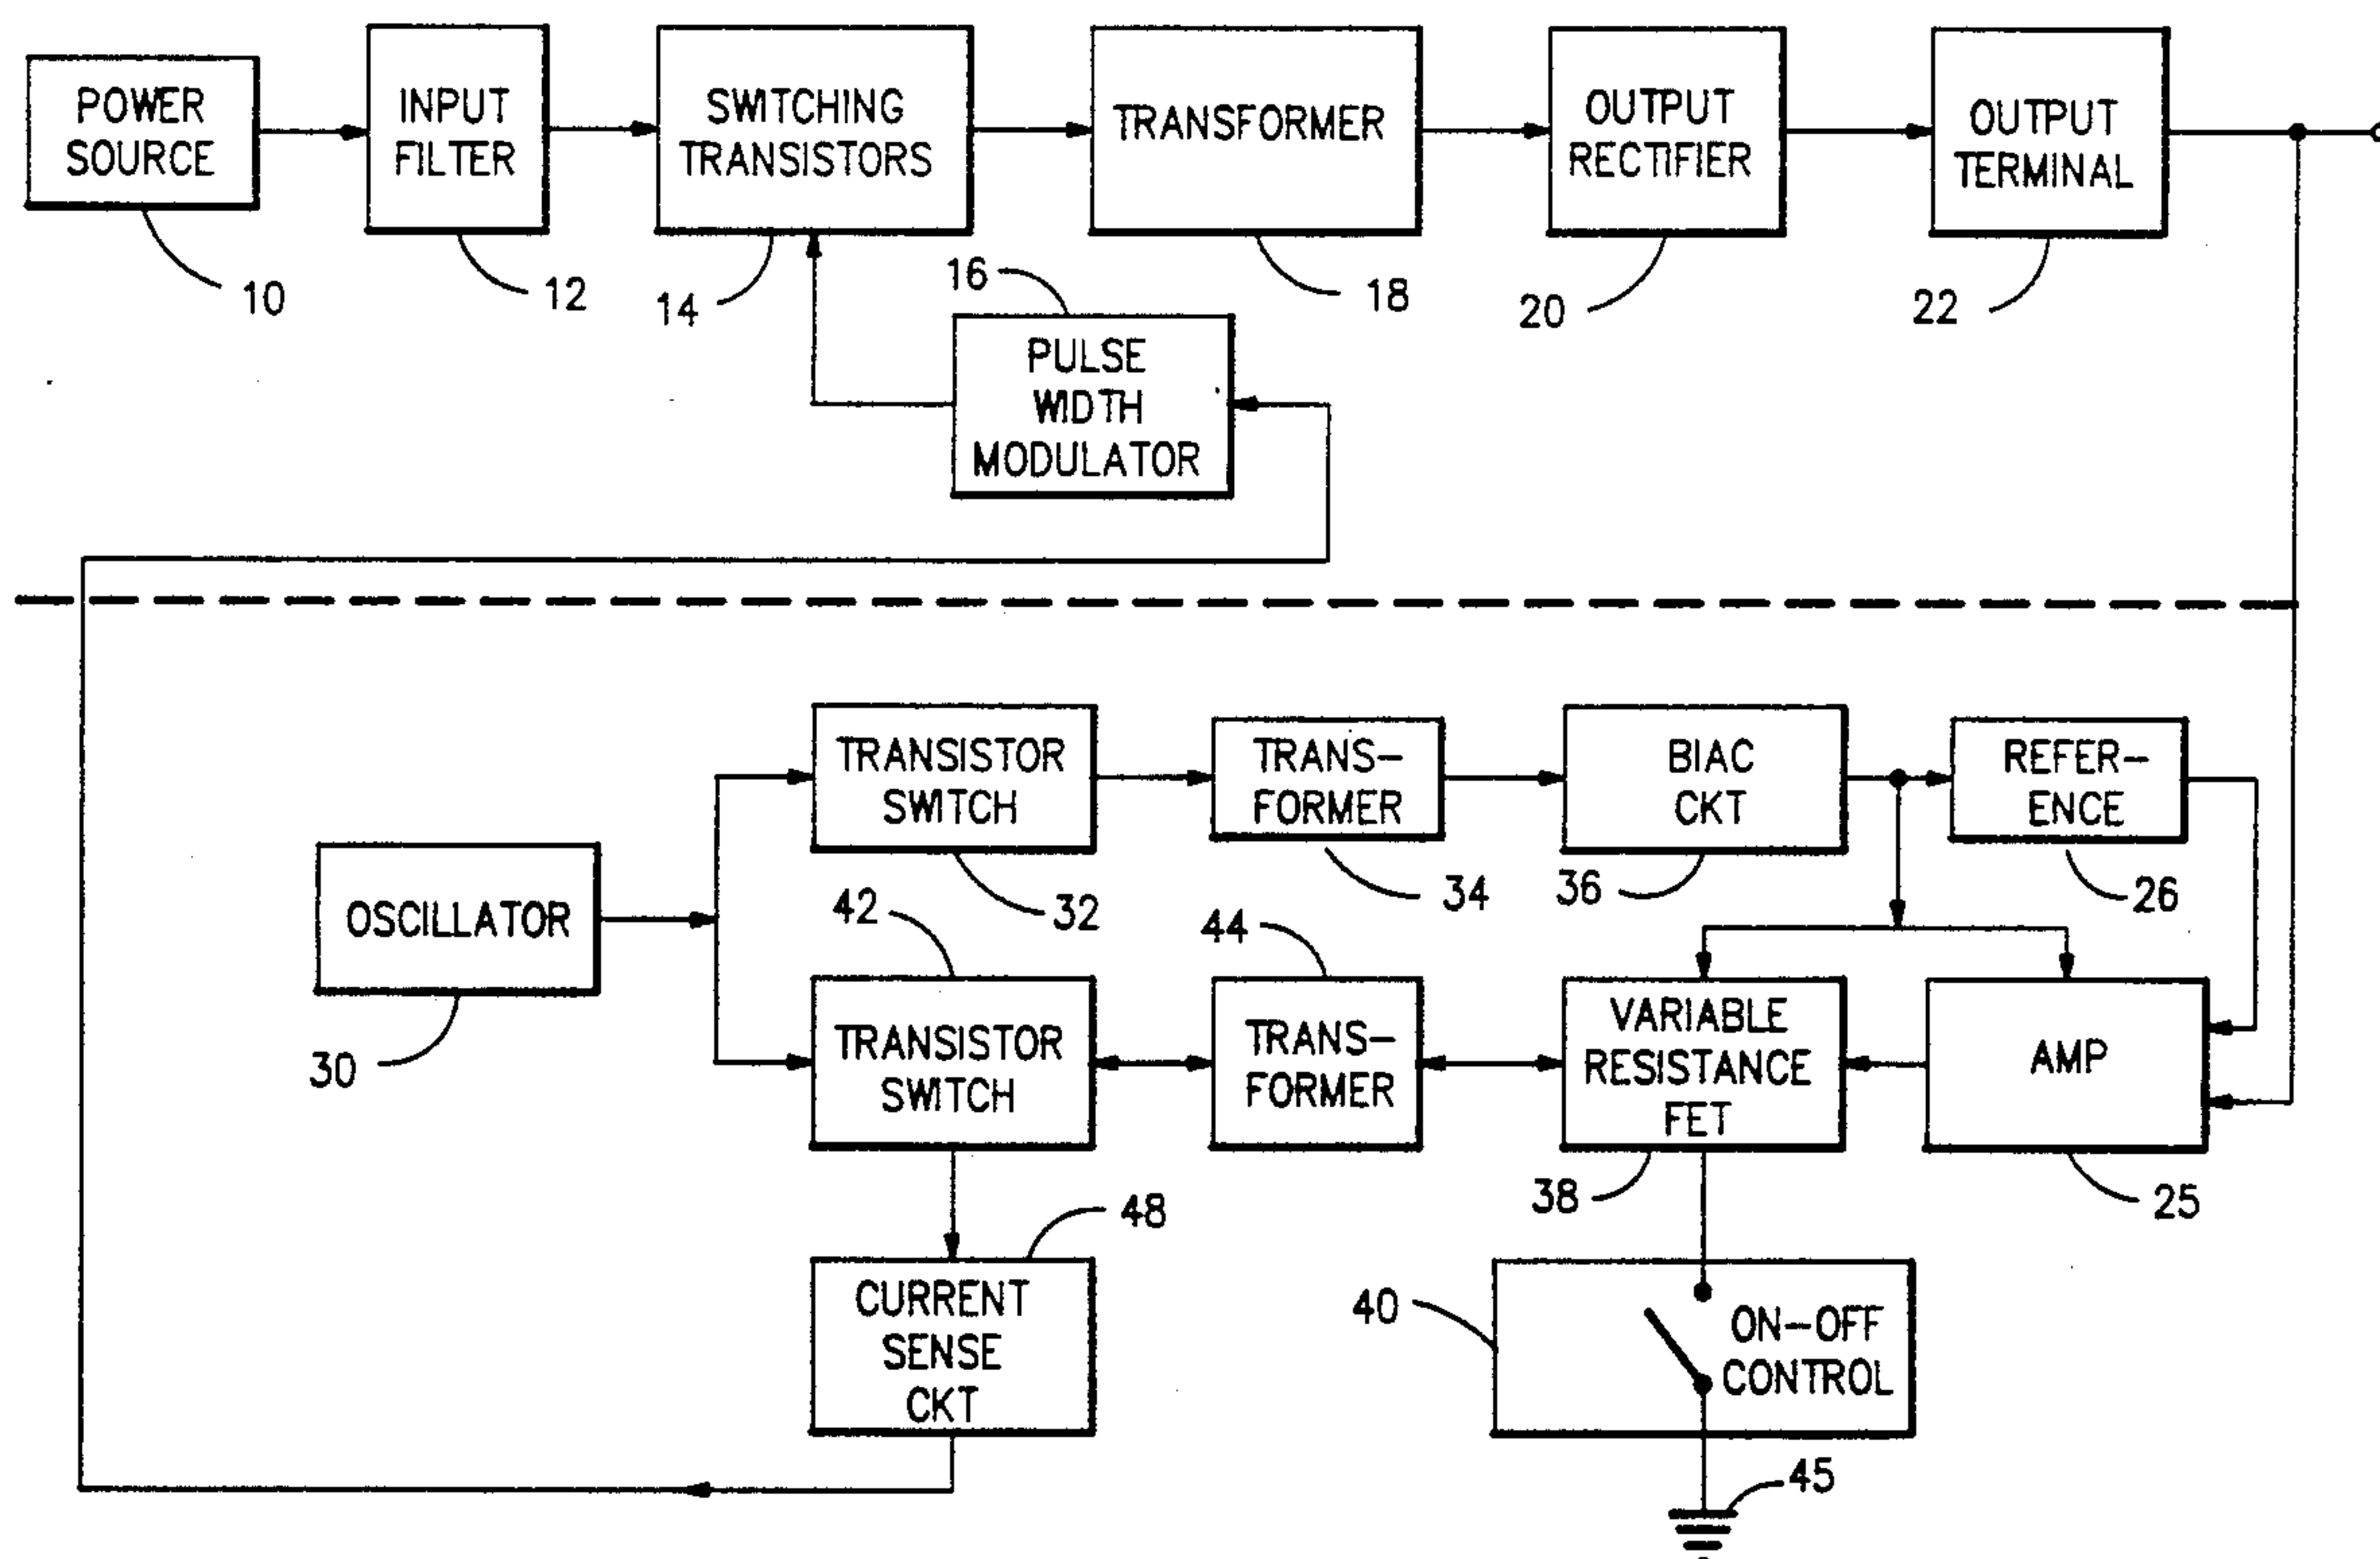 POWER
SOURCE
10
INPUT
FILTER
12
SWITCHING
TRANSISTORS
14
16
PULSE
WIDTH
MODULATOR
TRANSFORMER
18
OUTPUT
RECTIFIER
20
OUTPUT
TERMINAL
22
OSCILLATOR
30
TRANSISTOR
SWITCH
32
TRANS-
FORMER
34
BIAC
CKT
36
REFER-
ENCE
26
42
TRANSISTOR
SWITCH
44
TRANS-
FORMER
VARIABLE
RESISTANCE
FET
38
AMP
25
48
CURRENT
SENSE
CKT
40
ON-OFF
CONTROL
45